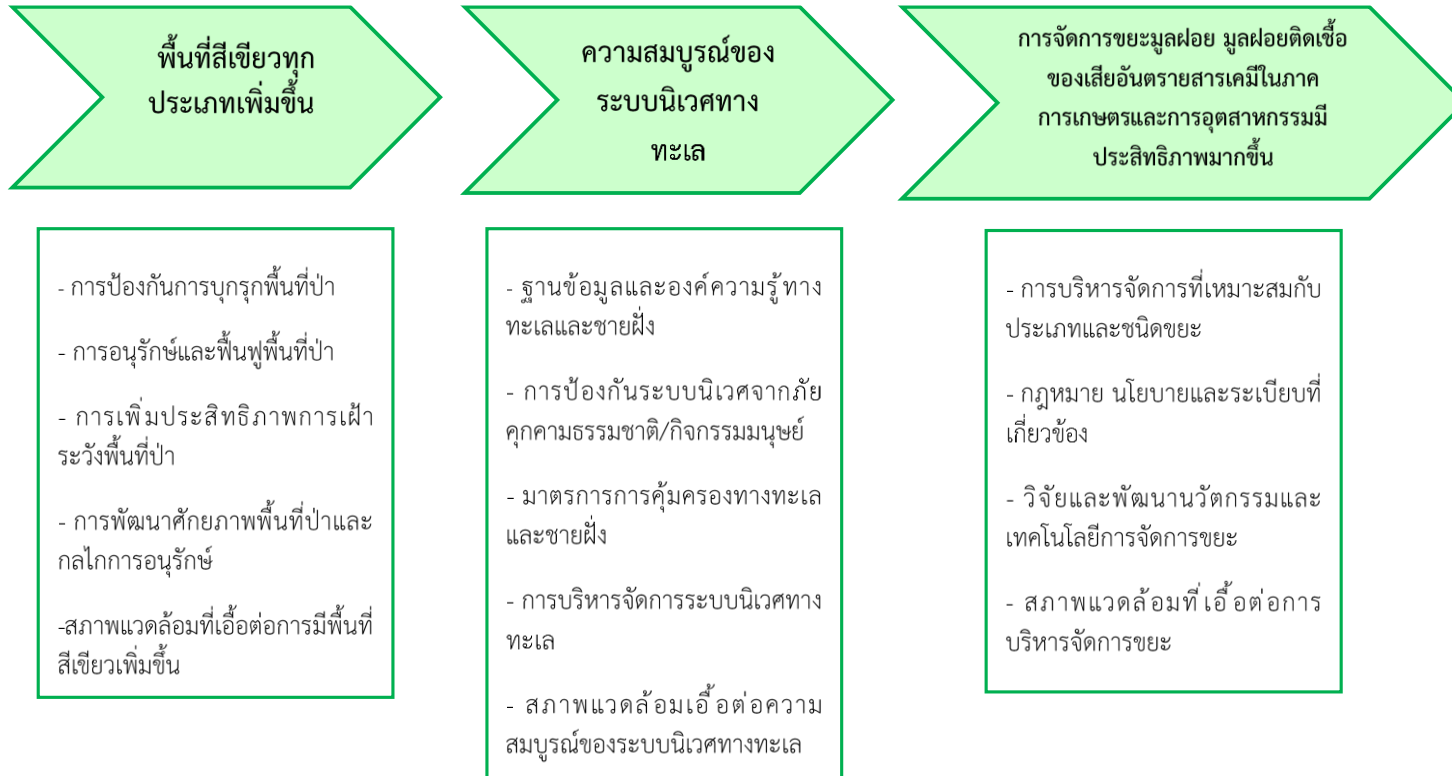 พื้นที่สีเขียวทุก
ประเภทเพิ่มขึ้น
ความสมบูรณ์ของ
ระบบนิเวศทาง
ทะเล
การจัดการขยะมูลฝอย มูลฝอยติดเชื้อ
ของเสียอันตรายสารเคมีในภาค
การเกษตรและการอุตสาหกรรมมี
ประสิทธิภาพมากขึ้น
- การป้องกันการบุกรุกพื้นที่ป่า
- การอนุรักษ์และฟื้นฟูพื้นที่ป่า
- การเพิ่มประสิทธิภาพการเฝ้า
ระวังพื้นที่ป่า
- การพัฒนาศักยภาพพื้นที่ป่าและ
กลไกการอนุรักษ์
-สภาพแวดล้อมที่เอื้อต่อการมีพื้นที่
สีเขียวเพิ่มขึ้น
- ฐานข้อมูลและองค์ความรู้ทาง
ทะเลและชายฝั่ง
- การป้องกันระบบนิเวศจากภัย
คุกคามธรรมชาติ/กิจกรรมมนุษย์
- มาตรการการคุ้มครองทางทะเล
และชายฝั่ง
- การบริหารจัดการระบบนิเวศทาง
ทะเล
- สภาพแวดล้อมเอื้อต่อความ
สมบูรณ์ของระบบนิเวศทางทะเล
- การบริหารจัดการที่เหมาะสมกับ
ประเภทและชนิดขยะ
- กฎหมาย นโยบายและระเบียบที่
เกี่ยวข้อง
- วิจัยและพัฒนานวัตกรรมและ
เทคโนโลยีการจัดการขยะ
- สภาพแวดล้อมที่เอื้อต่อการ
บริหารจัดการขยะ